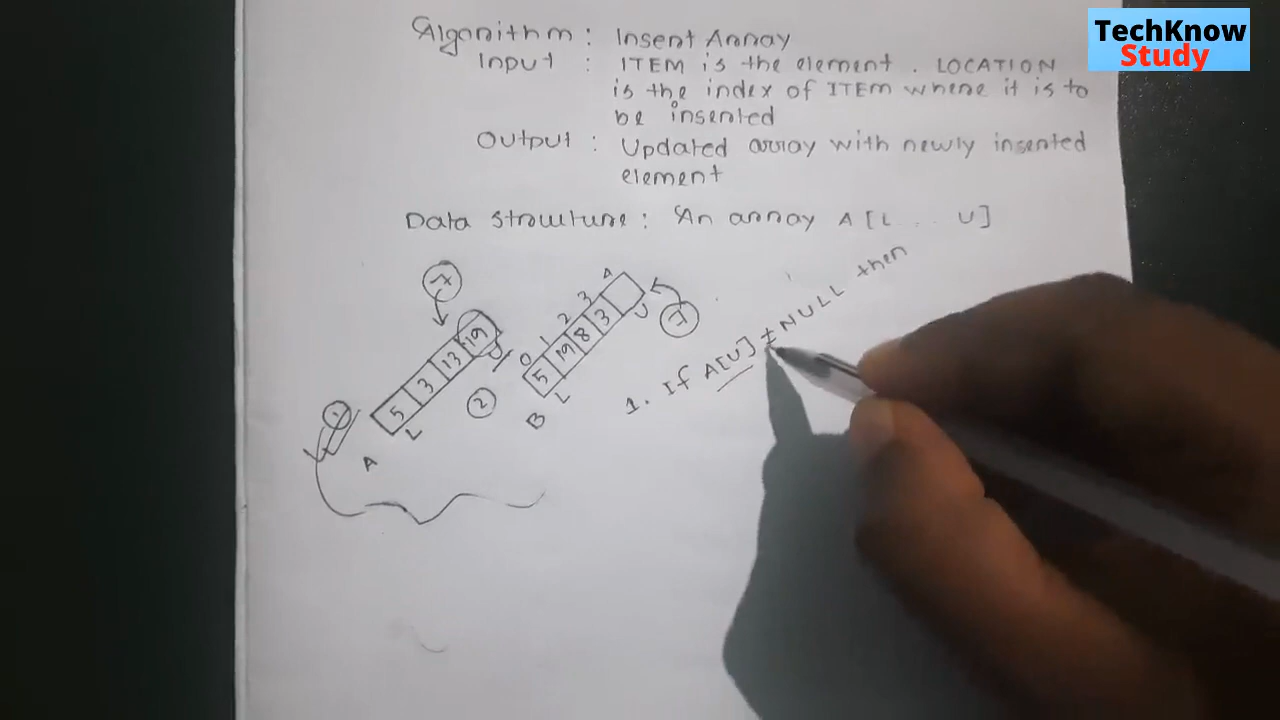 TechKnow
Study
Algorithm : Insert Array
Input : ITEM is the element . LOCATION
is the index of ITEM where it is to
be inserted
Output : Updated array with newly inserted
element
Data Structure : An array A [L ... U]
7
5 3 13 19
L U
A
1
2
0 1 2 3 4
5 19 8 3
L U
B
7
1. If A[U] ≠ NULL then